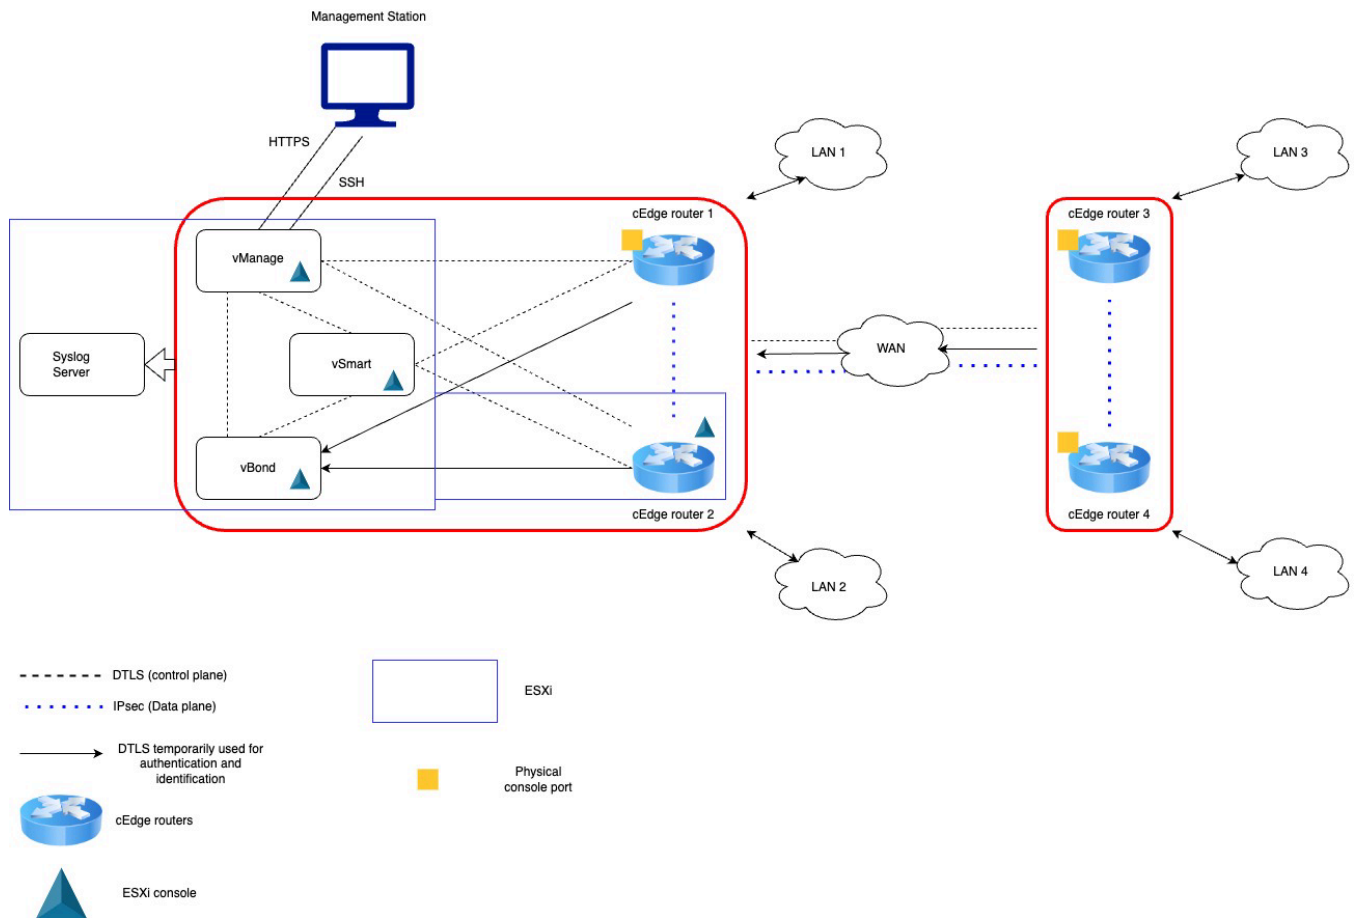 Management Station
HTTPS
SSH
LAN 1
LAN 3
cEdge router 1
cEdge router 3
vManage
Syslog
Server
vSmart
WAN
vBond
cEdge router 2
cEdge router 4
LAN 2
LAN 4
DTLS (control plane)
IPsec (Data plane)
ESXi
DTLS temporarily used for
authentication and
identification
Physical
console port
cEdge routers
ESXi console